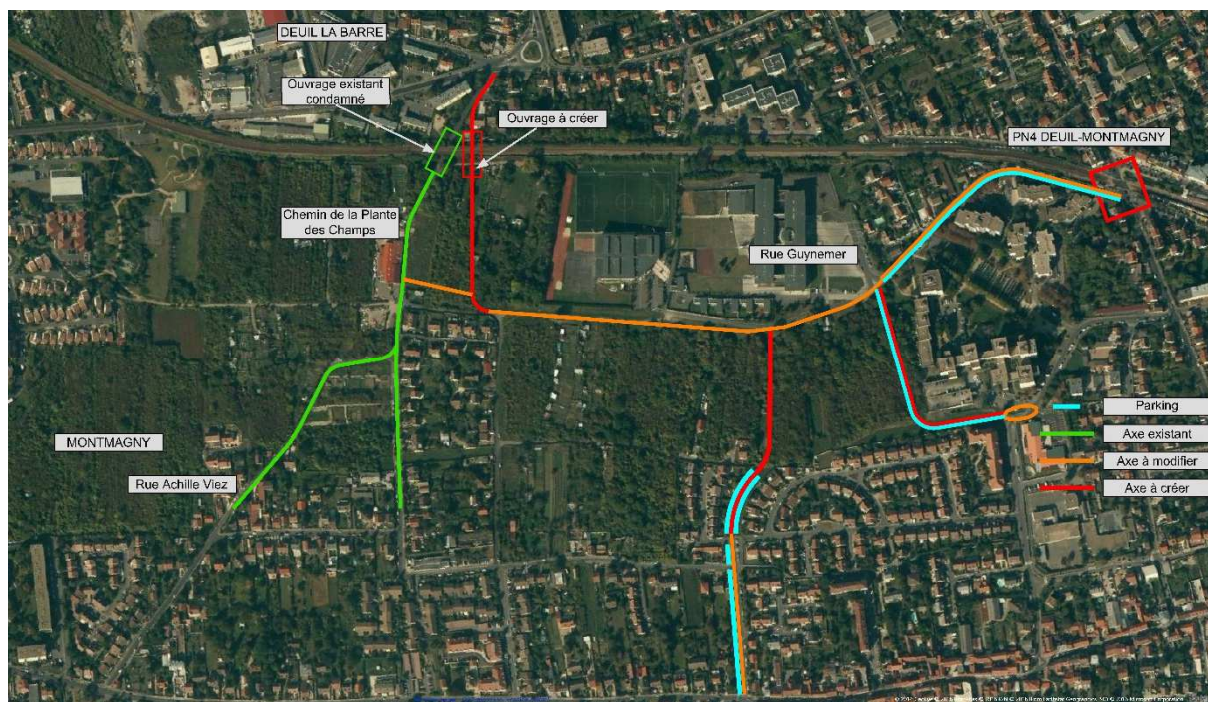 DEUIL LA BARRE
Ouvrage existant
condamné
Ouvrage à créer
PN4 DEUIL-MONTMAGNY
Chemin de la Plante
des Champs
Rue Guynemer
Parking
Axe existant
MONTMAGNY
Axe à modifier
Rue Achille Viez
Axe à créer